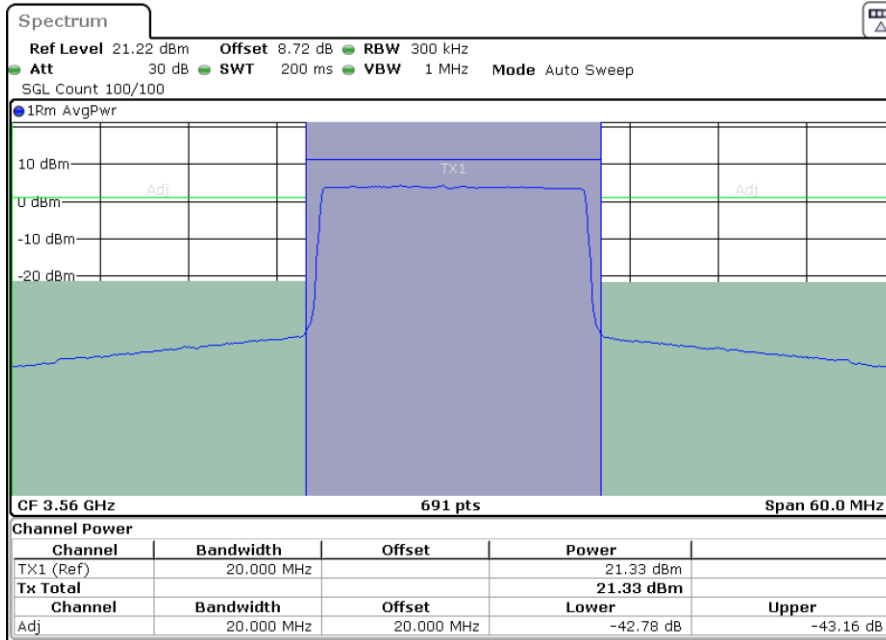 Spectrum
Ref Level 21.22 dBm Offset 8.72 dB RBW 300 kHz
Att 30 dB SWT 200 ms VBW 1 MHz Mode Auto Sweep
SGL Count 100/100
1Rm AvgPwr
10 dBm
TX1
Adj Adj
0 dBm
-10 dBm
-20 dBm
CF 3.56 GHz 691 pts Span 60.0 MHz
Channel Power
Channel Bandwidth Offset Power
TX1 (Ref) 20.000 MHz 21.33 dBm
Tx Total 21.33 dBm
Channel Bandwidth Offset Lower Upper
Adj 20.000 MHz 20.000 MHz -42.78 dB -43.16 dB